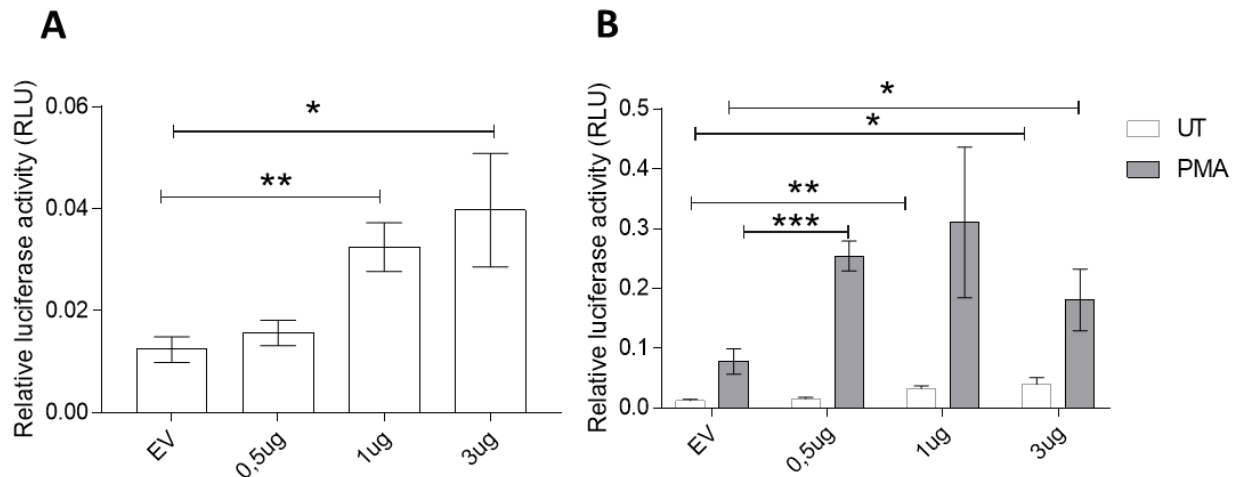 A
Relative luciferase activity (RLU)
0.06
0.04
0.02
0.00
*
**
EV
0,5ug
1ug
3ug
B
Relative luciferase activity (RLU)
0.5
0.4
0.3
0.2
0.1
0.0
*
*
**
***
EV
0,5ug
1ug
3ug
UT
PMA